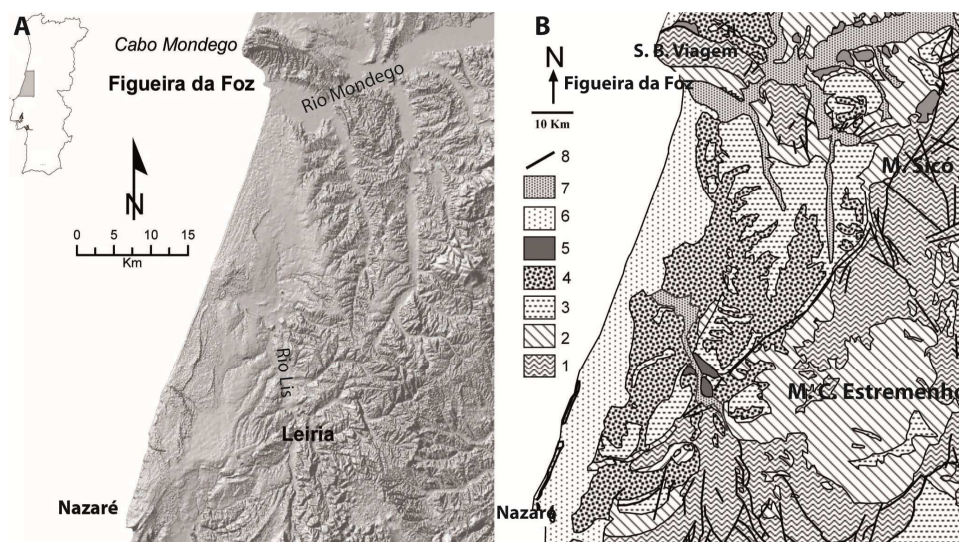 A
Cabo Mondego
Figueira da Foz
Rio Mondego
N
0 5 10 15
Km
Rio Lis
Leiria
Nazaré
B
N
S. B. Viagem
Figueira da Foz
10 Km
M. Sicó
8
7
6
5
4
3
2
1
M. C. Estremenho
Nazaré